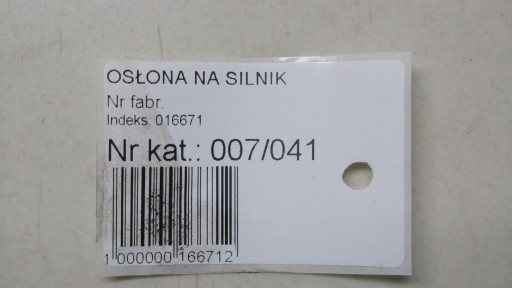 OSŁONA NA SILNIK
Nr fabr.
Indeks: 016671
Nr kat.: 007/041
1 000000 166712